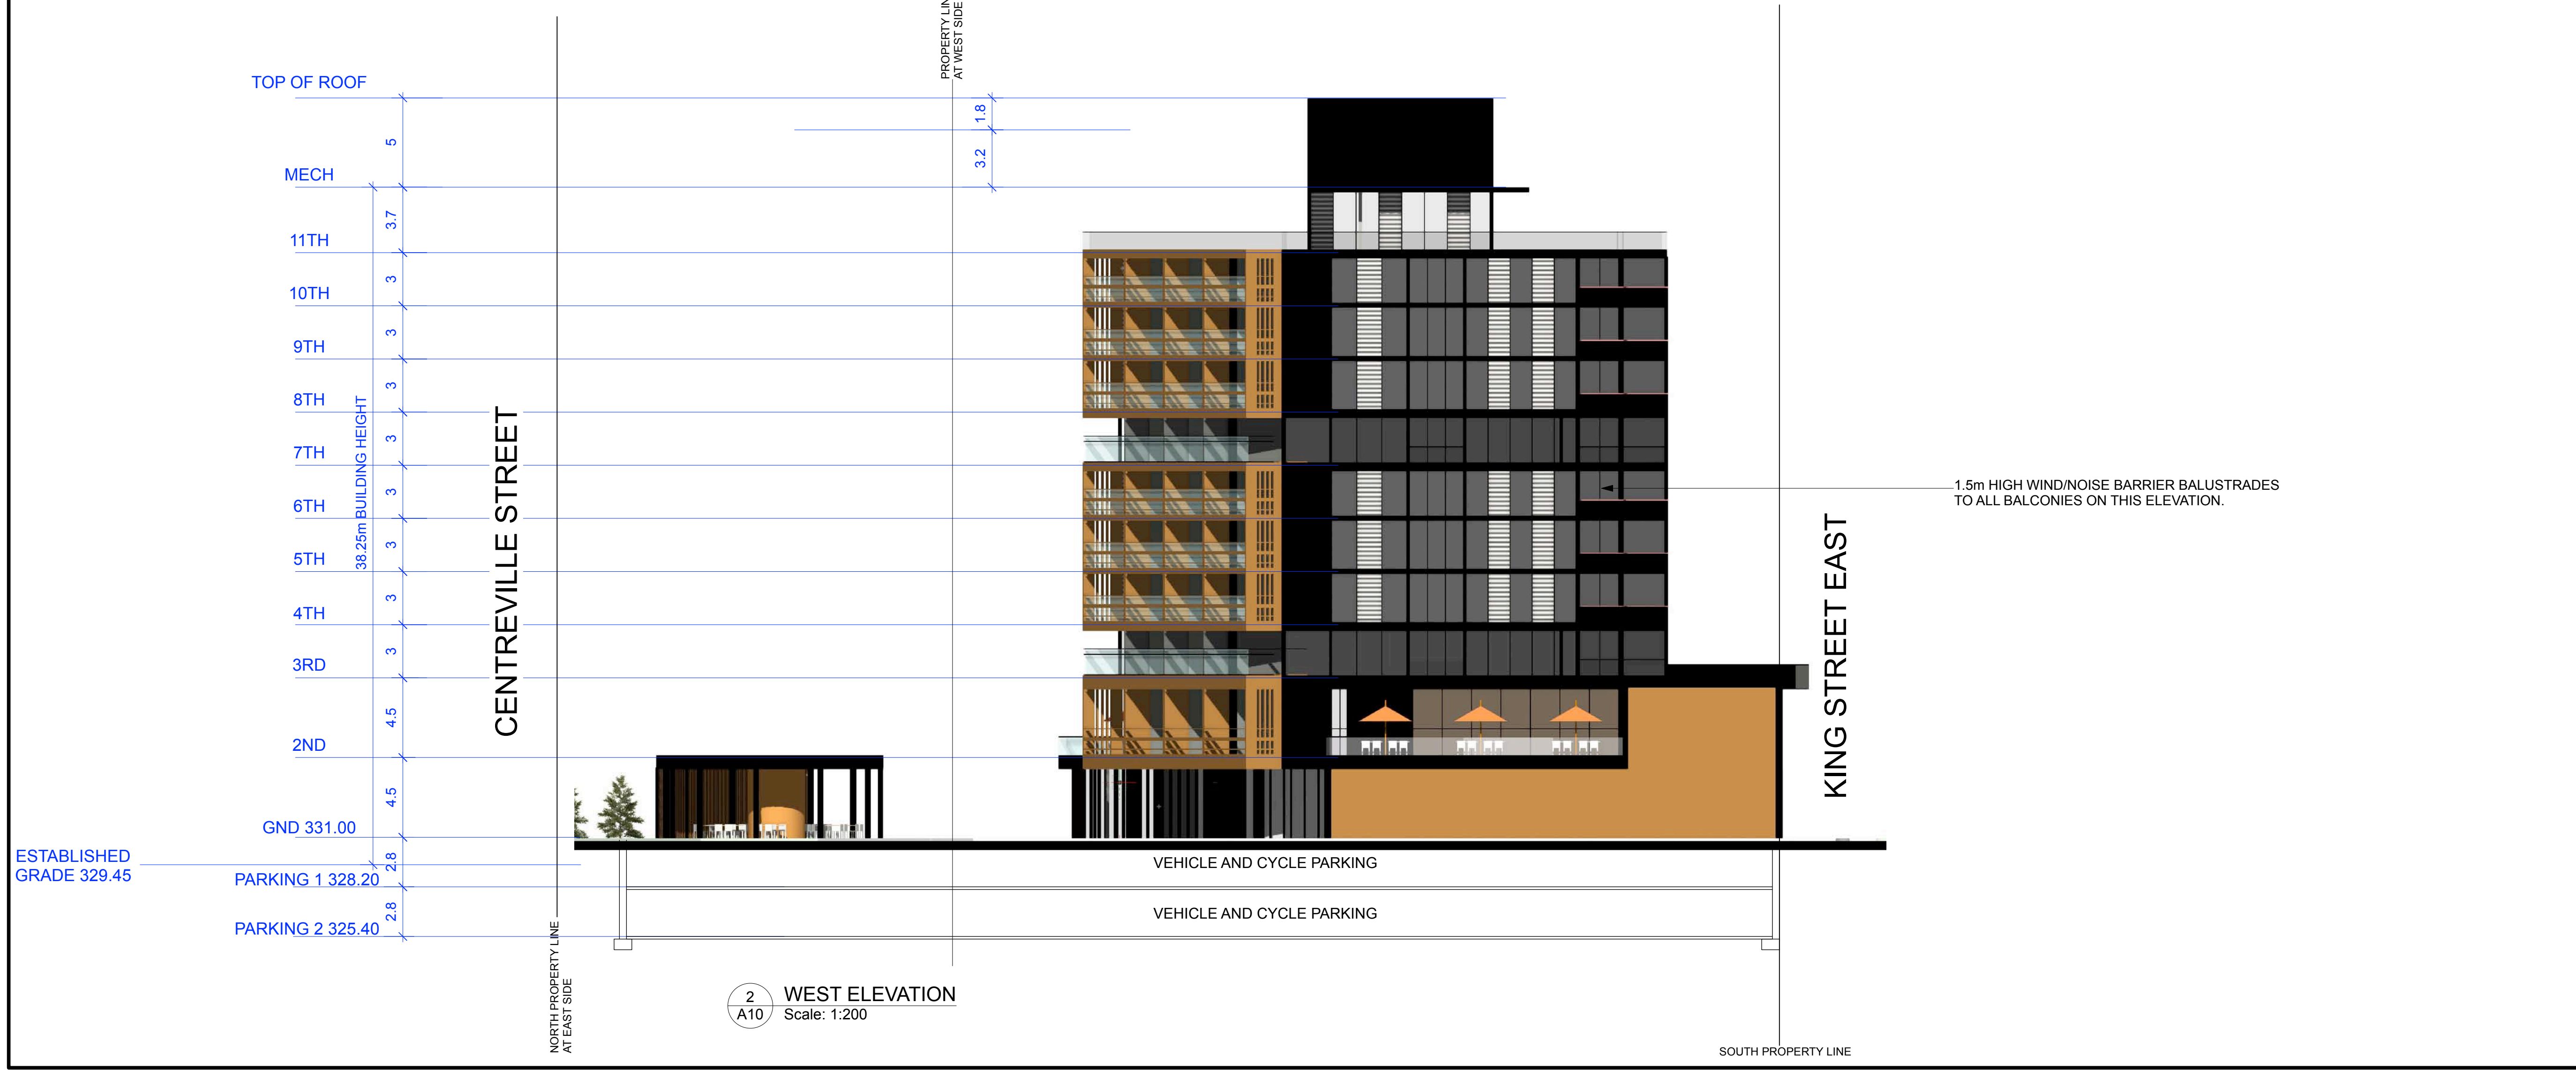 PROPERTY LIN
AT WEST SIDE
TOP OF ROOF
5
1.8
3.2
MECH
3.7
11TH
3
10TH
3
9TH
3
8TH
3
7TH
3
6TH
3
5TH
3
4TH
3
3RD
4.5
2ND
4.5
GND 331.00
2.8
ESTABLISHED
GRADE 329.45
PARKING 1 328.20
2.8
PARKING 2 325.40
38.25m BUILDING HEIGHT
CENTREVILLE STREET
1.5m HIGH WIND/NOISE BARRIER BALUSTRADES
TO ALL BALCONIES ON THIS ELEVATION.
KING STREET EAST
VEHICLE AND CYCLE PARKING
VEHICLE AND CYCLE PARKING
NORTH PROPERTY LINE
AT EAST SIDE
2
A10
WEST ELEVATION
Scale: 1:200
SOUTH PROPERTY LINE